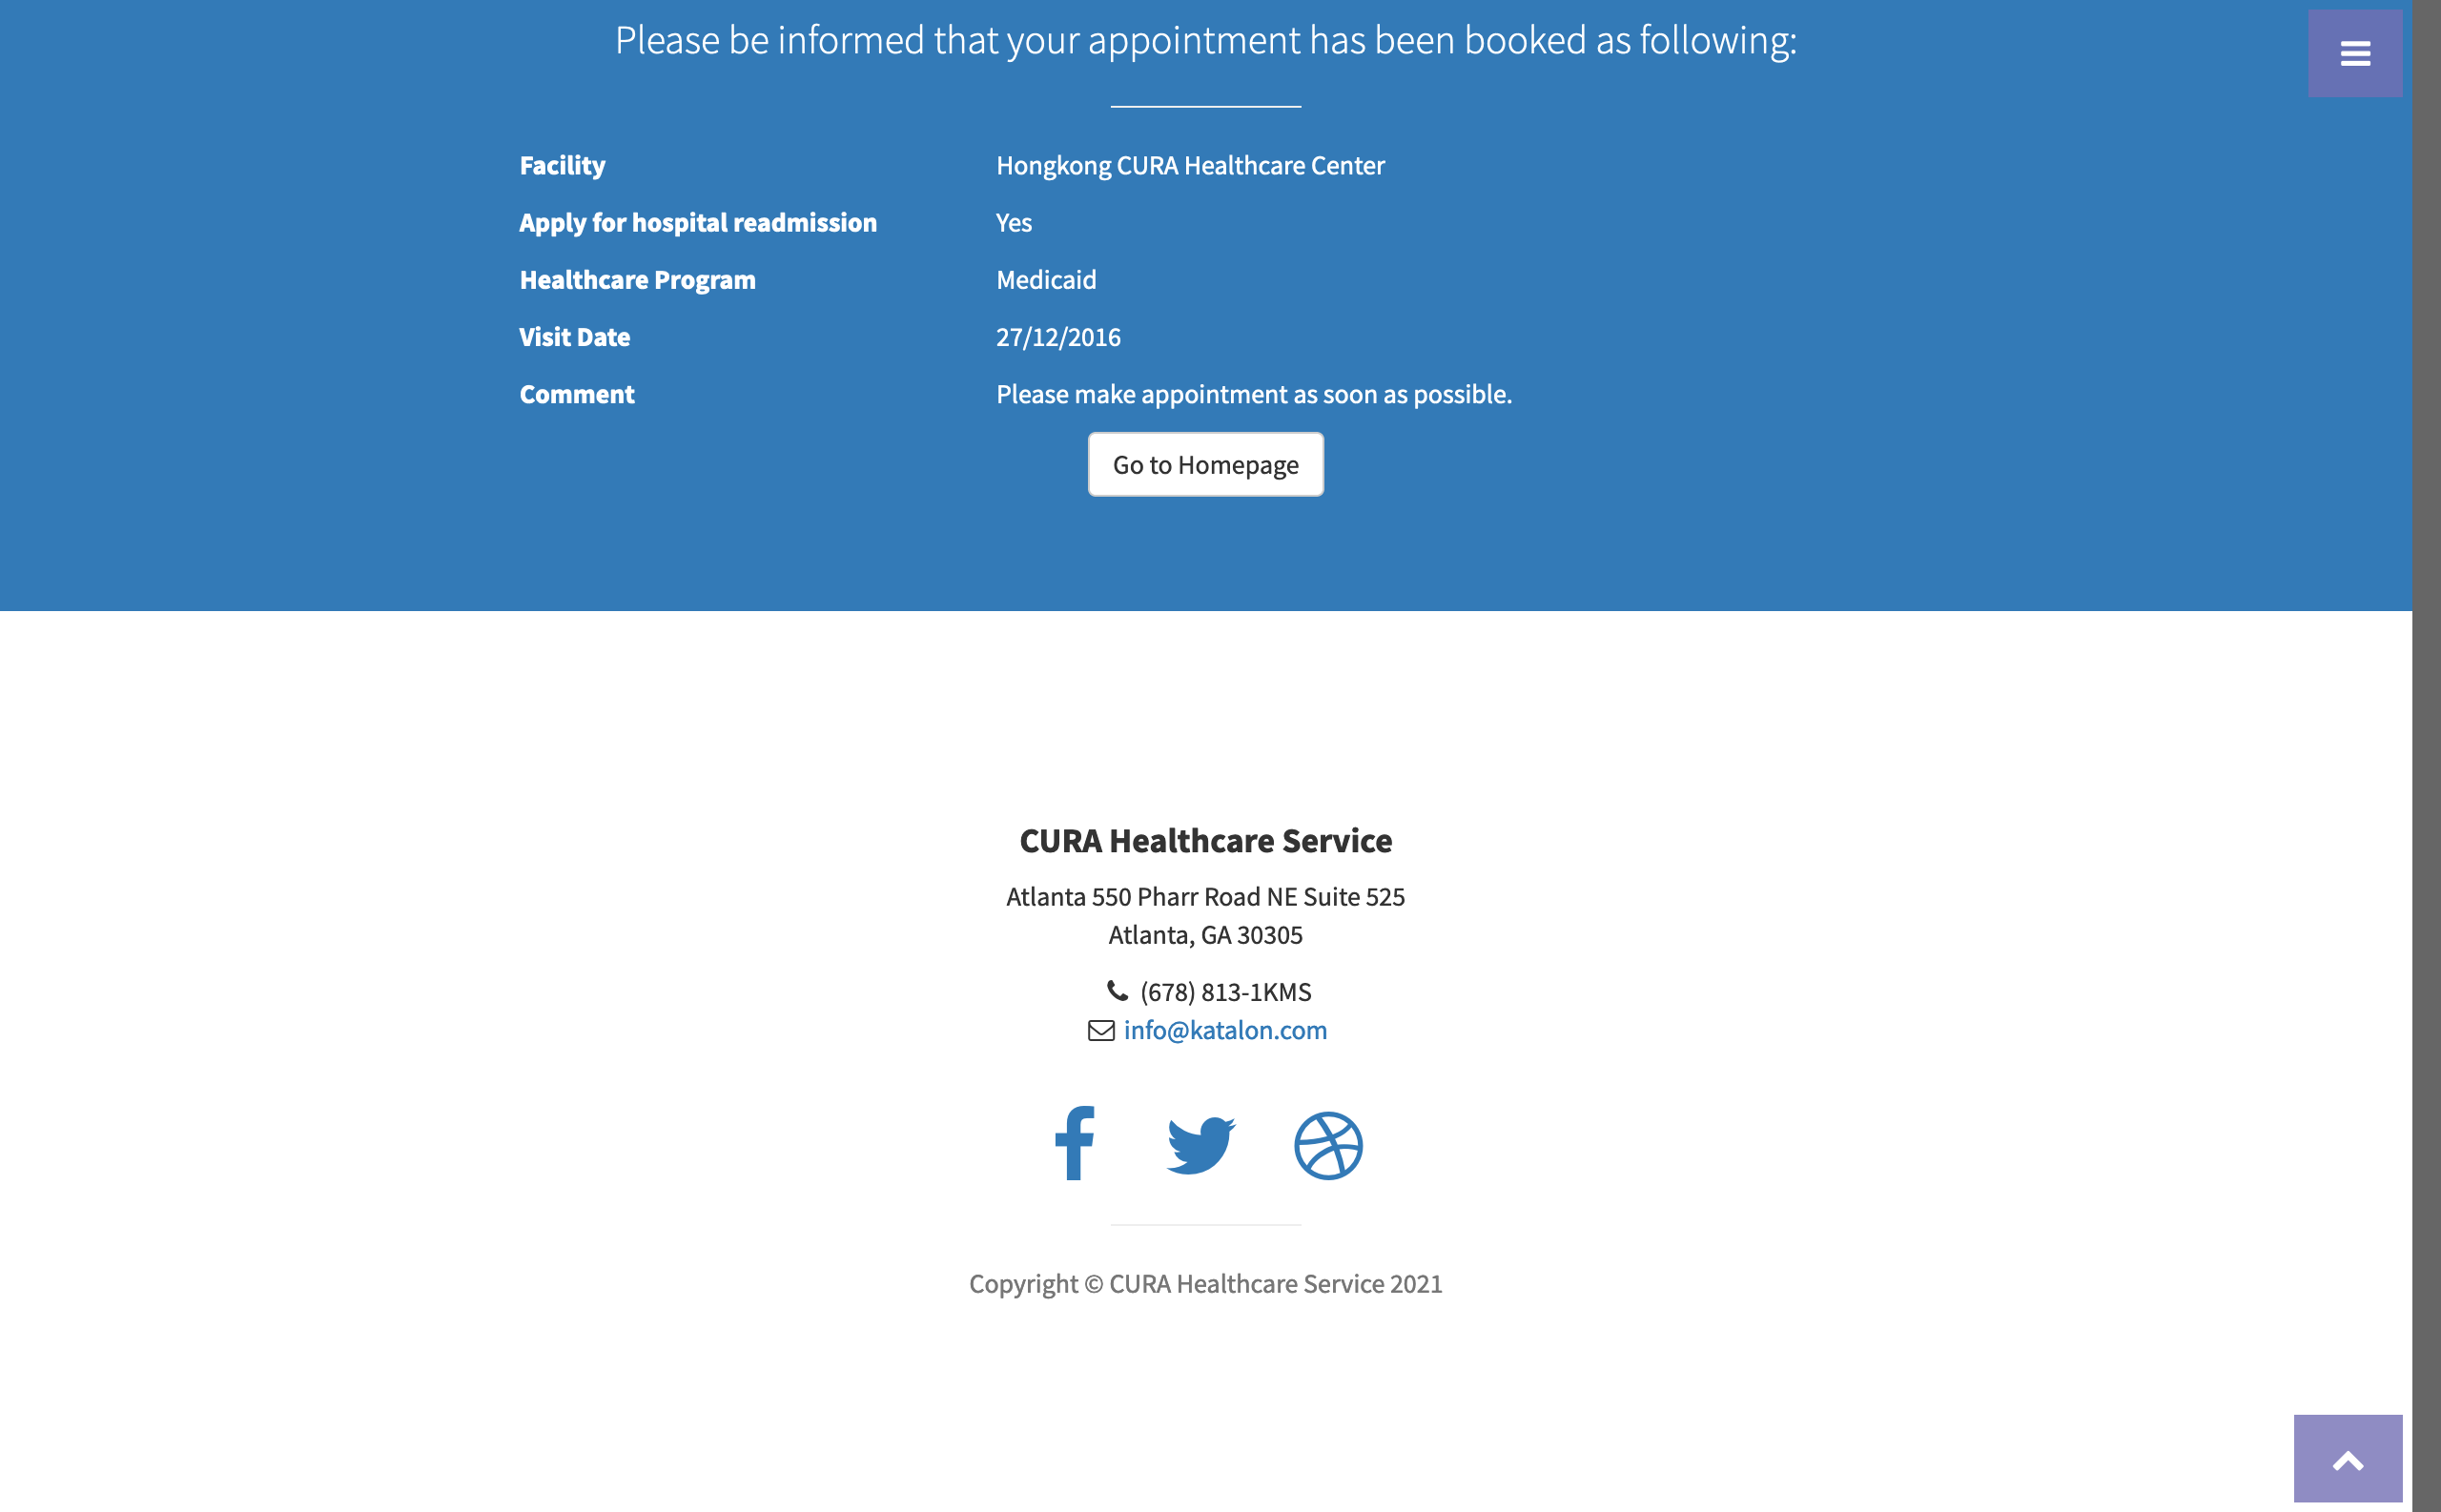 Please be informed that your appointment has been booked as following:
Facility Hongkong CURA Healthcare Center
Apply for hospital readmission Yes
Healthcare Program Medicaid
Visit Date 27/12/2016
Comment Please make appointment as soon as possible.
Go to Homepage
CURA Healthcare Service
Atlanta 550 Pharr Road NE Suite 525
Atlanta, GA 30305
(678) 813-1KMS
info@katalon.com
Copyright © CURA Healthcare Service 2021